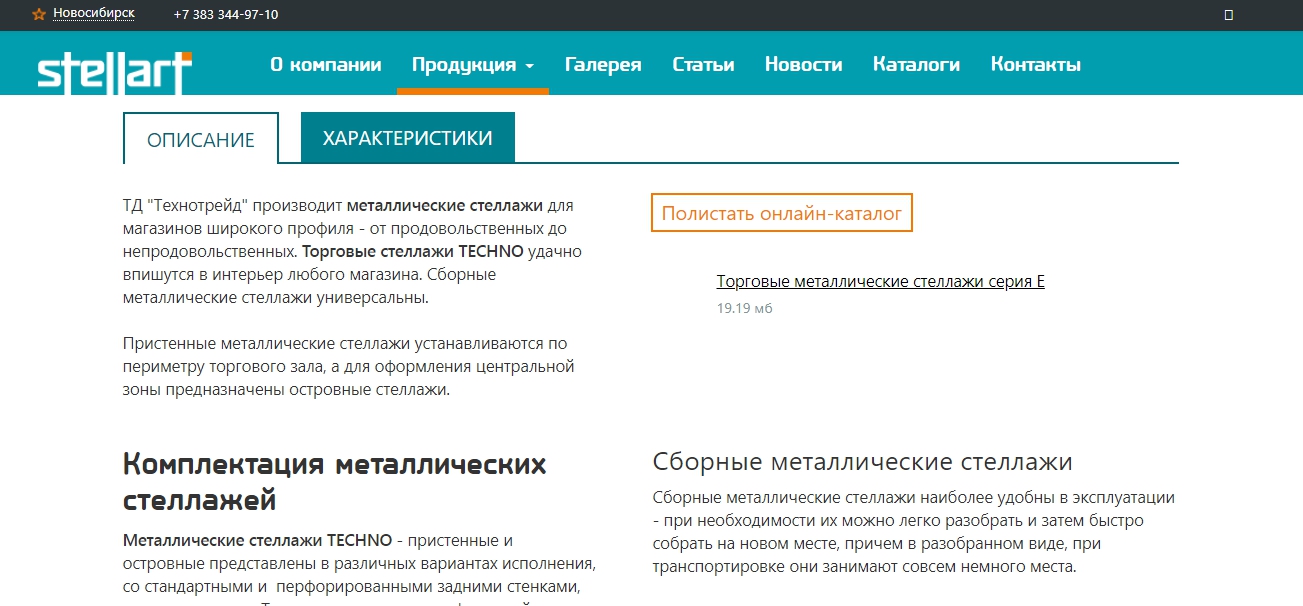 Новосибирск +7 383 344-97-10
stellart О компании Продукция Галерея Статьи Новости Каталоги Контакты
ОПИСАНИЕ ХАРАКТЕРИСТИКИ
ТД "Технотрейд" производит металлические стеллажи для
магазинов широкого профиля - от продовольственных до
непродовольственных. Торговые стеллажи TECHNO удачно
впишутся в интерьер любого магазина. Сборные
металлические стеллажи универсальны.
Пристенные металлические стеллажи устанавливаются по
периметру торгового зала, а для оформления центральной
зоны предназначены островные стеллажи.
Полистать онлайн-каталог
Торговые металлические стеллажи серия Е
19.19 мб
Комплектация металлических
стеллажей
Металлические стеллажи TECHNO - пристенные и
островные представлены в различных вариантах исполнения,
со стандартными и перфорированными задними стенками,
Сборные металлические стеллажи
Сборные металлические стеллажи наиболее удобны в эксплуатации
- при необходимости их можно легко разобрать и затем быстро
собрать на новом месте, причем в разобранном виде, при
транспортировке они занимают совсем немного места.